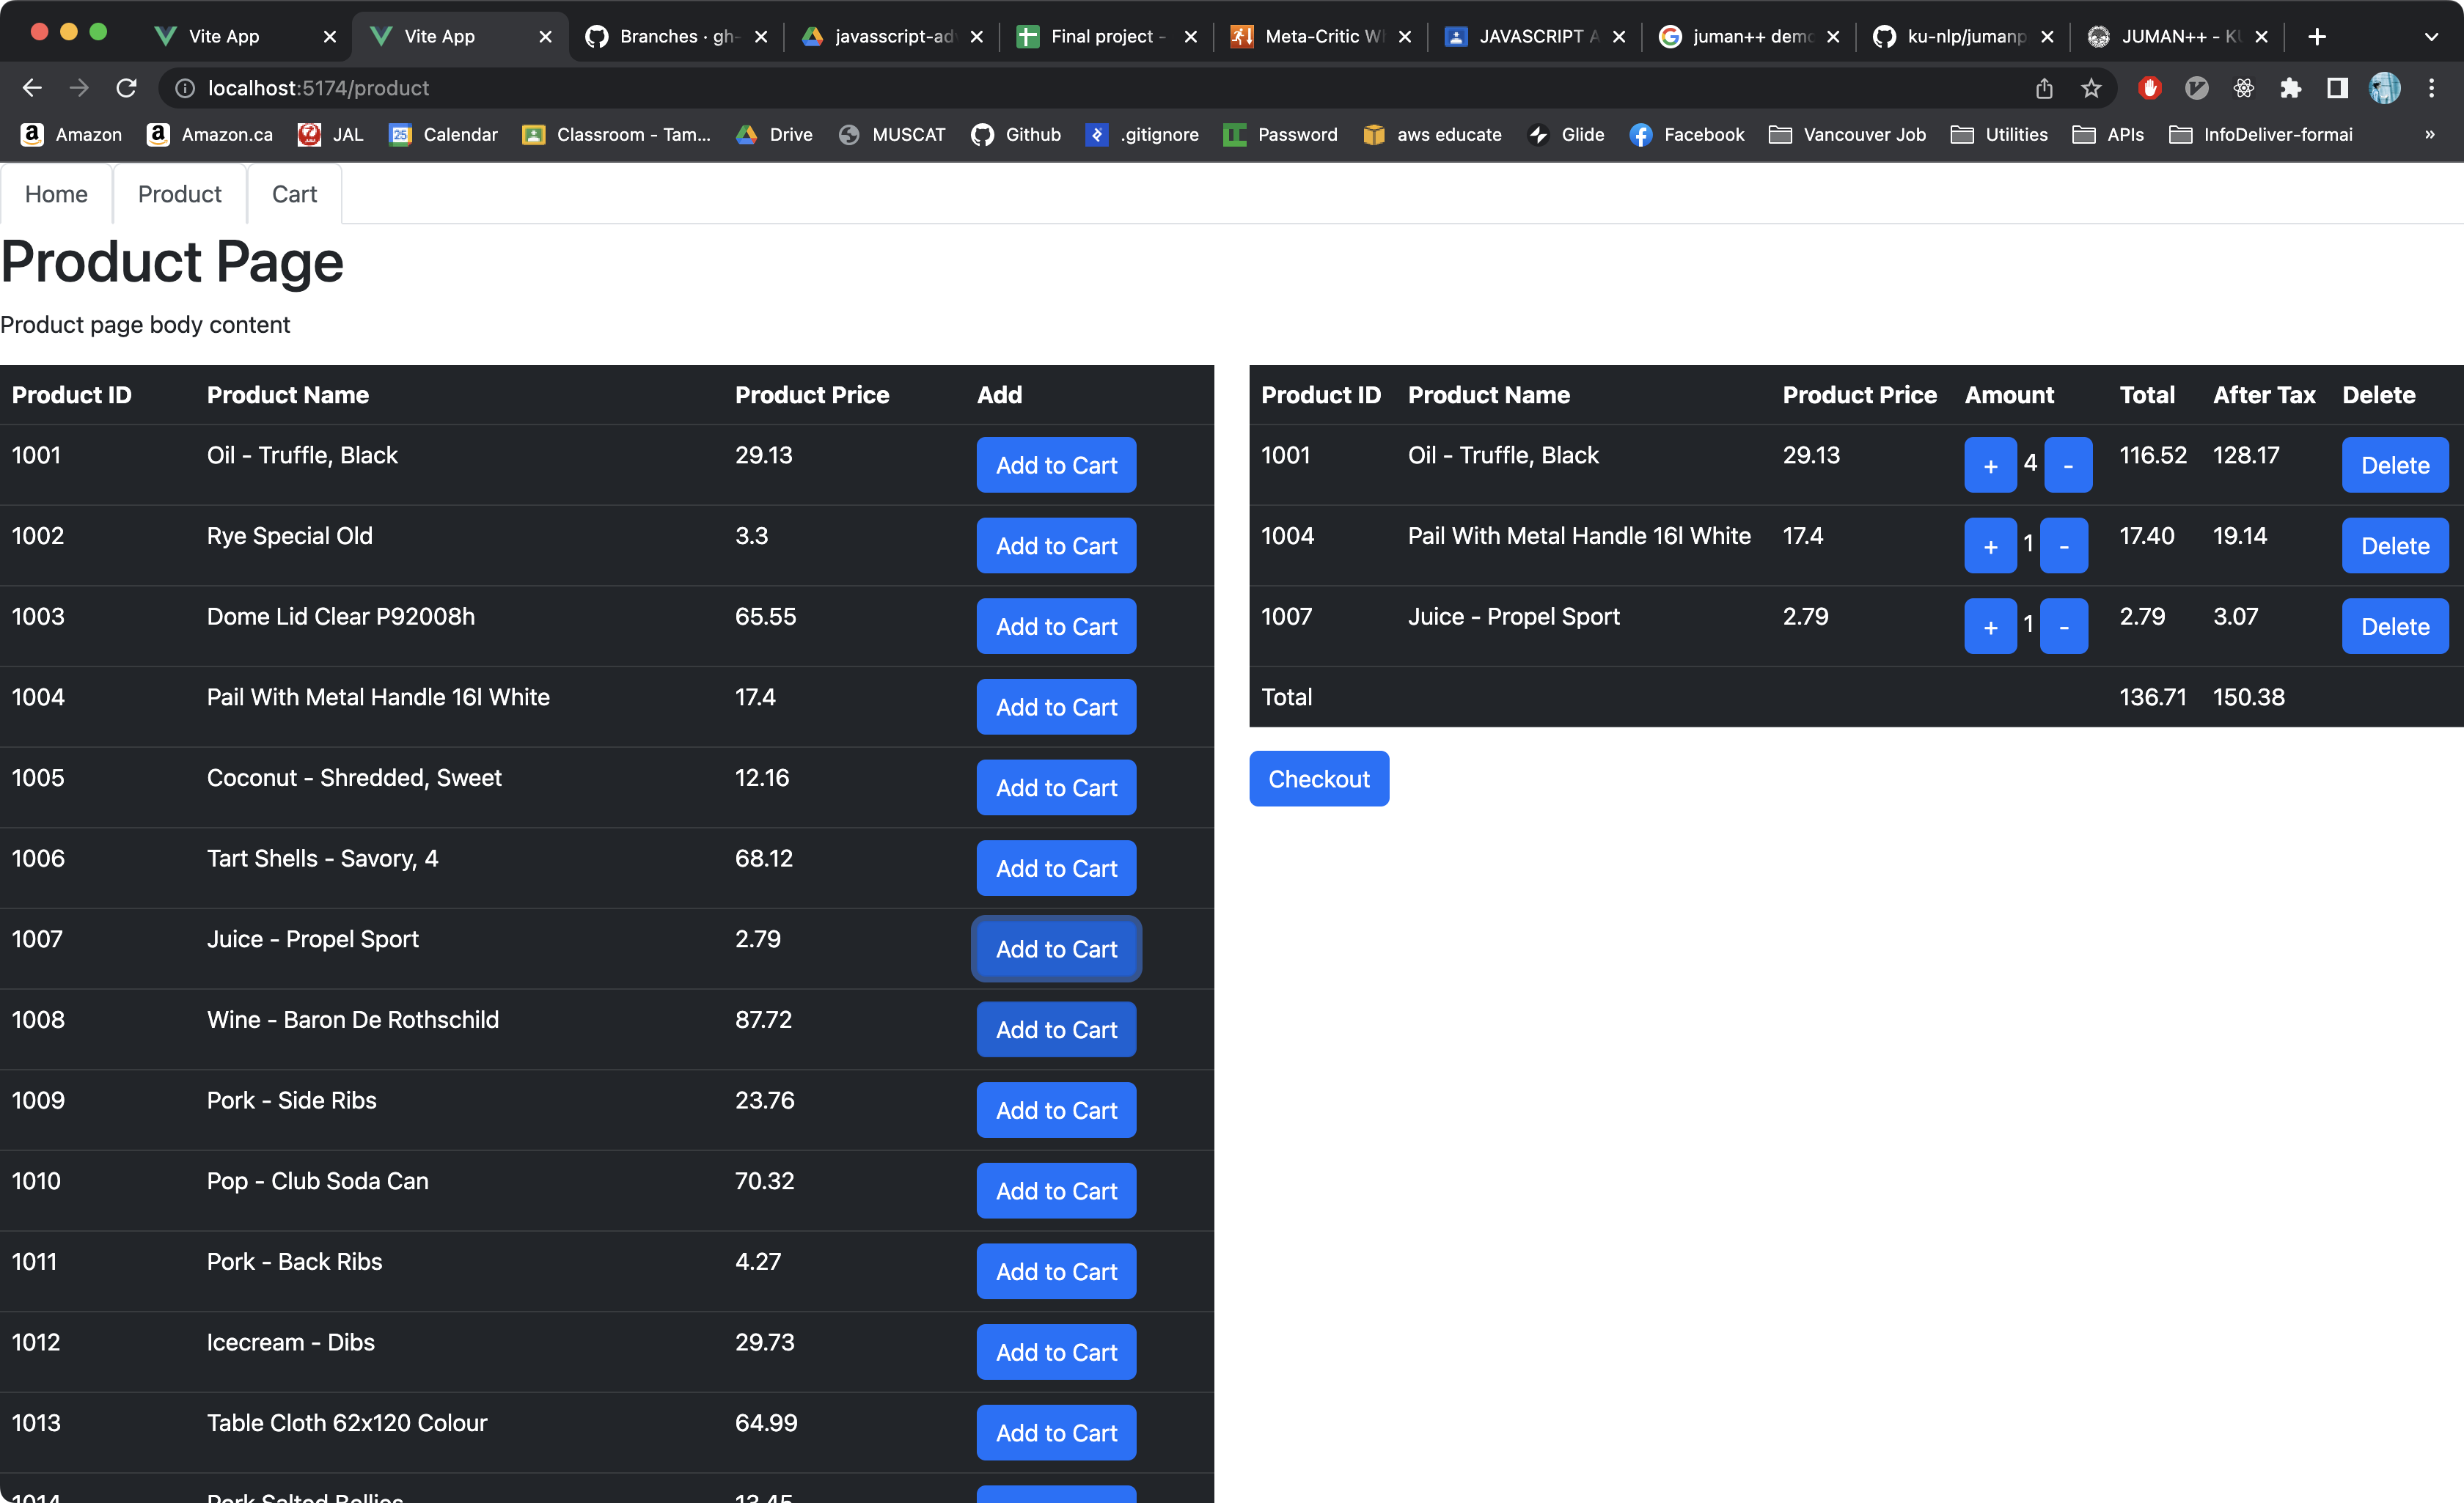 Vite App
Vite App
Branches · gh-
javasscript-ad
Final project -
Meta-Critic W
JAVASCRIPT A
juman++ demo
ku-nlp/jumanp
JUMAN++ - KU
localhost:5174/product
Amazon
Amazon.ca
JAL
25 Calendar
Classroom - Tam...
Drive
MUSCAT
Github
.gitignore
Password
aws educate
Glide
Facebook
Vancouver Job
Utilities
APIs
InfoDeliver-formai
»
Home
Product
Cart
Product Page
Product page body content
Product ID Product Name Product Price Add
1001 Oil - Truffle, Black 29.13 Add to Cart
1002 Rye Special Old 3.3 Add to Cart
1003 Dome Lid Clear P92008h 65.55 Add to Cart
1004 Pail With Metal Handle 16l White 17.4 Add to Cart
1005 Coconut - Shredded, Sweet 12.16 Add to Cart
1006 Tart Shells - Savory, 4 68.12 Add to Cart
1007 Juice - Propel Sport 2.79 Add to Cart
1008 Wine - Baron De Rothschild 87.72 Add to Cart
1009 Pork - Side Ribs 23.76 Add to Cart
1010 Pop - Club Soda Can 70.32 Add to Cart
1011 Pork - Back Ribs 4.27 Add to Cart
1012 Icecream - Dibs 29.73 Add to Cart
1013 Table Cloth 62x120 Colour 64.99 Add to Cart
1014 Pork Salted Bellies 13.45
Product ID Product Name Product Price Amount Total After Tax Delete
1001 Oil - Truffle, Black 29.13 + 4 - 116.52 128.17 Delete
1004 Pail With Metal Handle 16l White 17.4 + 1 - 17.40 19.14 Delete
1007 Juice - Propel Sport 2.79 + 1 - 2.79 3.07 Delete
Total 136.71 150.38
Checkout